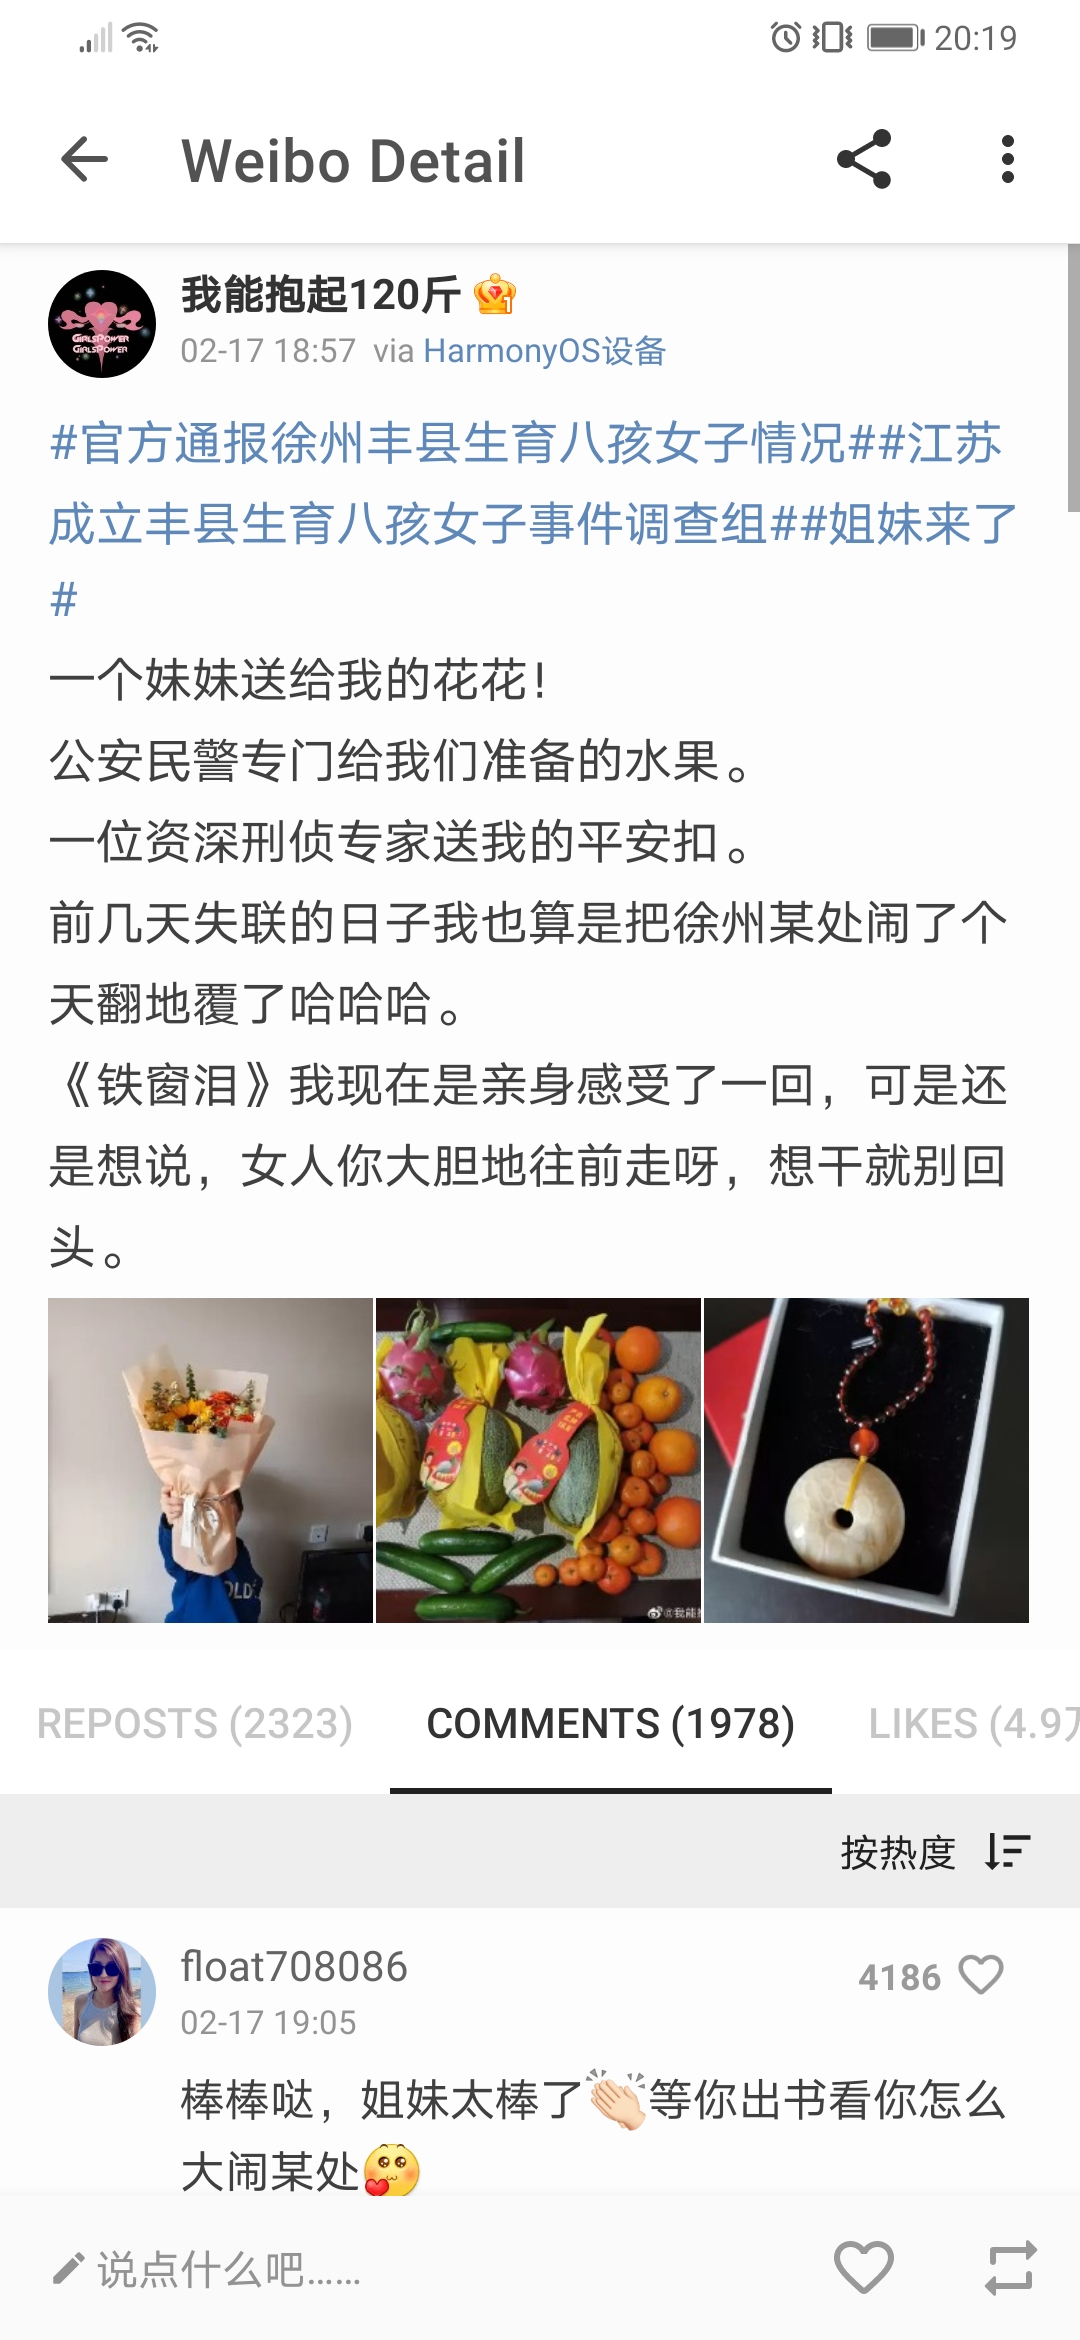 20:19
Weibo Detail
我能抱起120斤
02-17 18:57 via HarmonyOS设备
#官方通报徐州丰县生育八孩女子情况##江苏
成立丰县生育八孩女子事件调查组##姐妹来了
#
一个妹妹送给我的花花！
公安民警专门给我们准备的水果。
一位资深刑侦专家送我的平安扣。
前几天失联的日子我也算是把徐州某处闹了个
天翻地覆了哈哈哈。
《铁窗泪》我现在是亲身感受了一回，可是还
是想说，女人你大胆地往前走呀，想干就别回
头。
REPOSTS (2323) COMMENTS (1978) LIKES (4.9万
按热度
float708086
4186
02-17 19:05
棒棒哒，姐妹太棒了👏🏻等你出书看你怎么
大闹某处
说点什么吧……
GIRLSPOWER
GIRLSPOWER
OLD
@我能